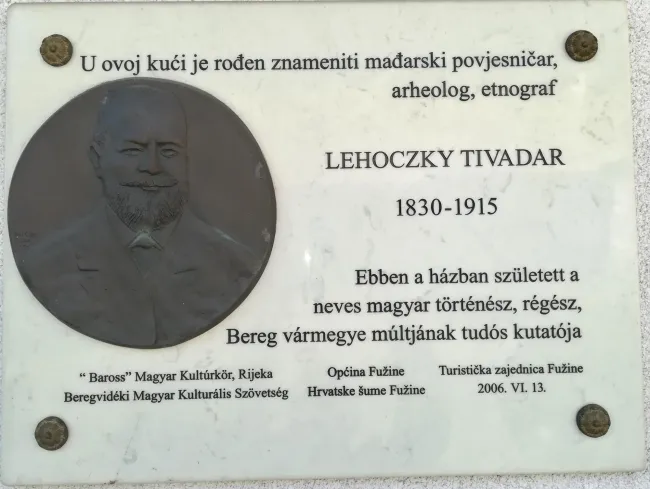 U ovoj kući je rođen znameniti mađarski povjesničar,
arheolog, etnograf
LEHOCZKY TIVADAR
1830-1915
Ebben a házban született a
neves magyar történész, régész,
Bereg vármegye múltjának tudós kutatója
“ Baross” Magyar Kultúrkör, Rijeka
Beregvidéki Magyar Kulturális Szövetség
Općina Fužine
Hrvatske šume Fužine
Turistička zajednica Fužine
2006. VI. 13.